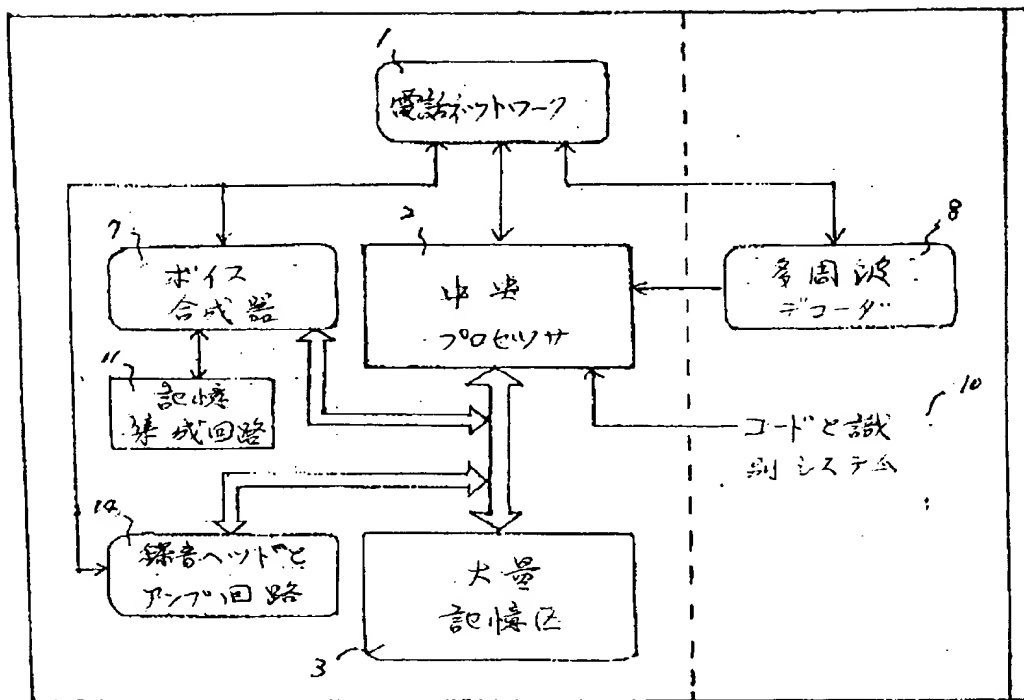 1
電話ネットワーク
7
ボイス
合成器
2
中央
プロセッサ
8
多周波
デコーダ
11
記憶
集成回路
10
コードと識
別システム
14
録音ヘッドと
アンプ回路
大量
記憶区
3